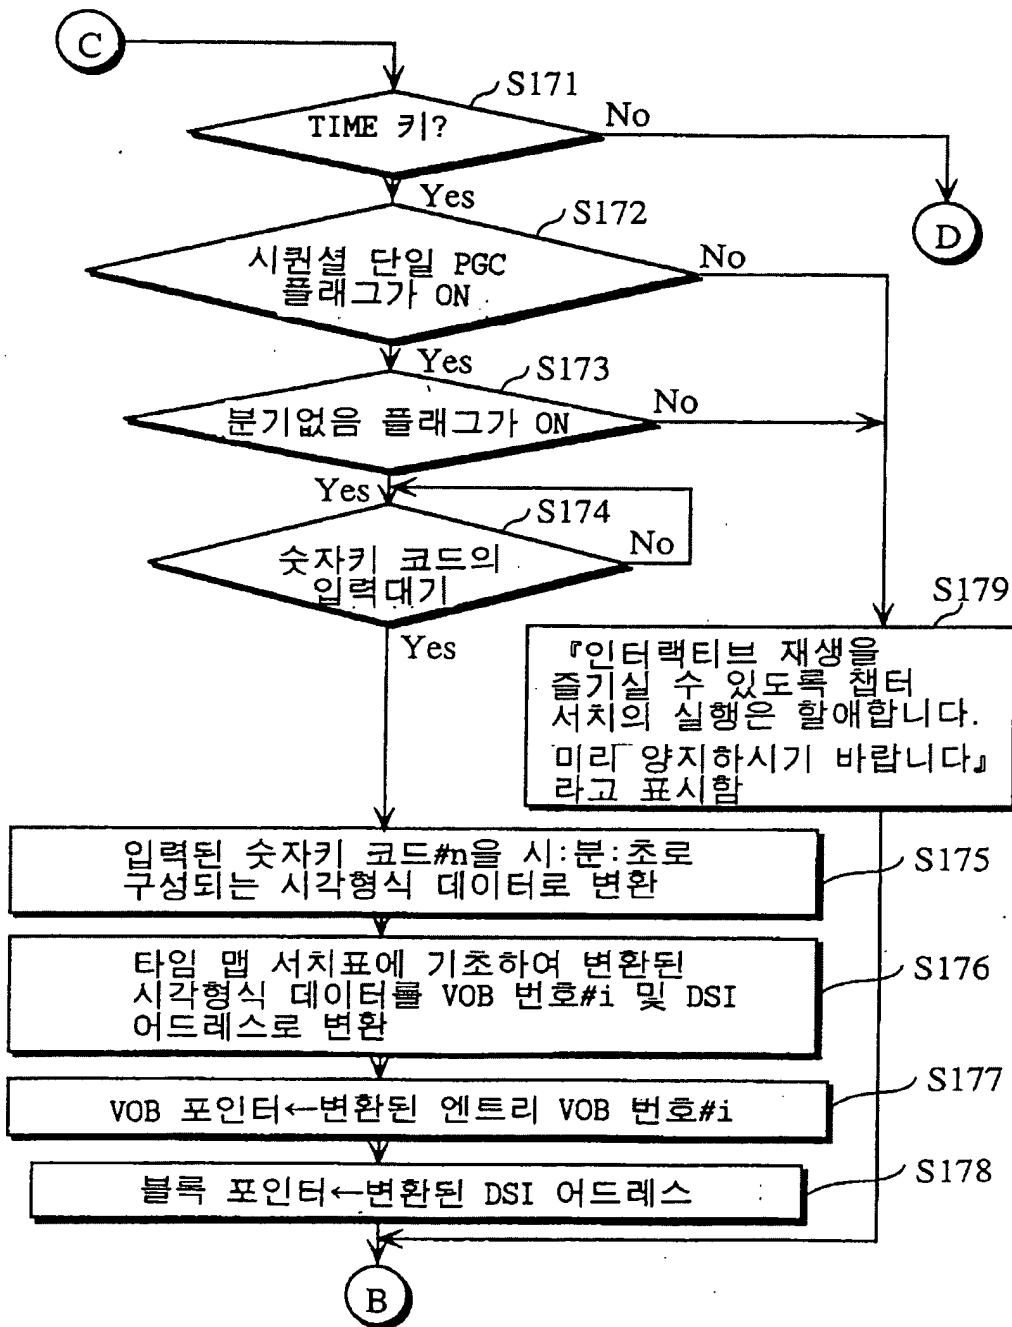 C
S171
TIME 키?
No
Yes
D
S172
시퀀셜 단일 PGC
플래그가 ON
No
Yes
S173
분기없음 플래그가 ON
No
Yes
S174
숫자키 코드의
입력대기
No
Yes
S179
『인터랙티브 재생을
즐기실 수 있도록 챕터
서치의 실행은 할애합니다.
미리 양지하시기 바랍니다』
라고 표시함
입력된 숫자키 코드#n을 시:분:초로
구성되는 시각형식 데이터로 변환
S175
타임 맵 서치표에 기초하여 변환된
시각형식 데이터를 VOB 번호#i 및 DSI
어드레스로 변환
S176
VOB 포인터←변환된 엔트리 VOB 번호#i
S177
블록 포인터←변환된 DSI 어드레스
S178
B